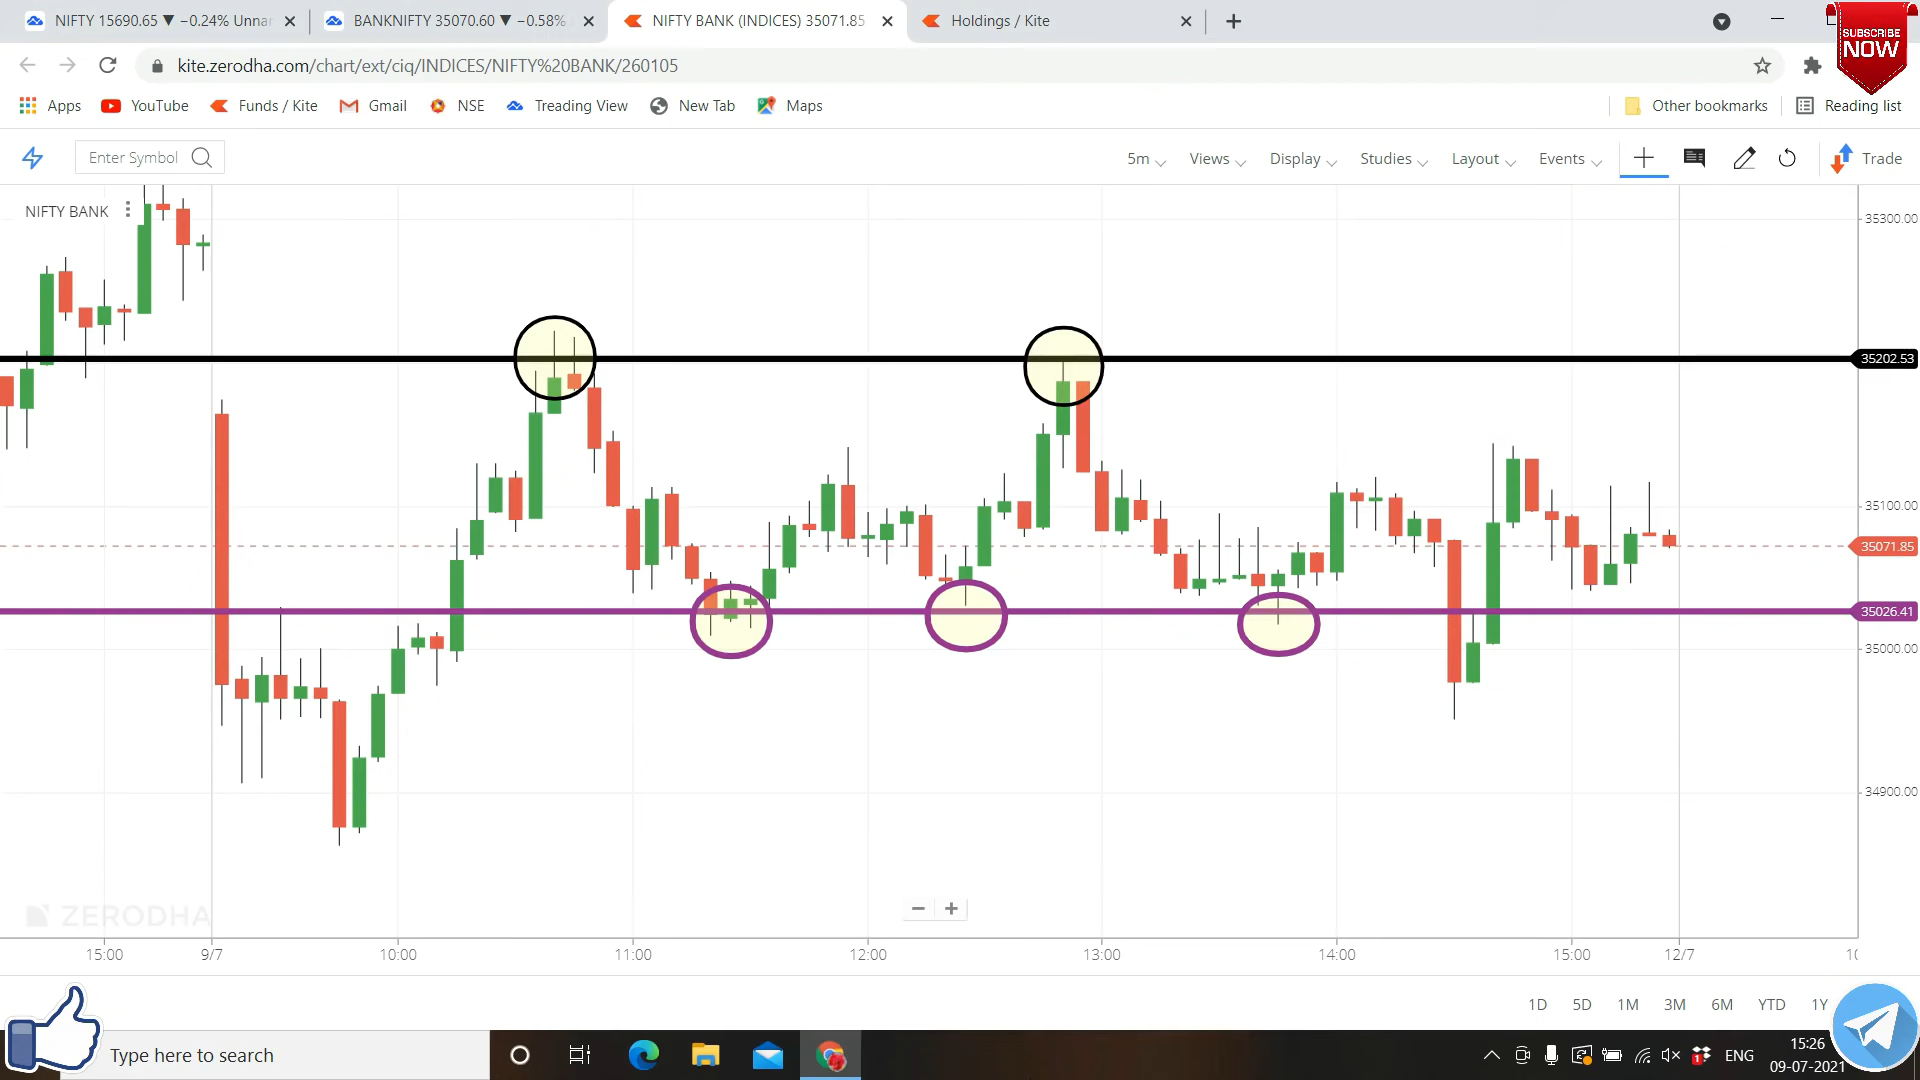 NIFTY 15690.65 ▼ −0.24% Unna
BANKNIFTY 35070.60 ▼ −0.58%
NIFTY BANK (INDICES) 35071.85
Holdings / Kite
SUBSCRIBE
NOW
kite.zerodha.com/chart/ext/ciq/INDICES/NIFTY%20BANK/260105
Apps YouTube Funds / Kite Gmail NSE Treading View New Tab Maps Other bookmarks Reading list
Enter Symbol 5m Views Display Studies Layout Events Trade
NIFTY BANK
35300.00
35202.53
35100.00
35071.85
35026.41
35000.00
34900.00
ZERODHA
15:00 9/7 10:00 11:00 12:00 13:00 14:00 15:00 12/7
1D 5D 1M 3M 6M YTD 1Y
Type here to search
1
ENG
15:26
09-07-2021